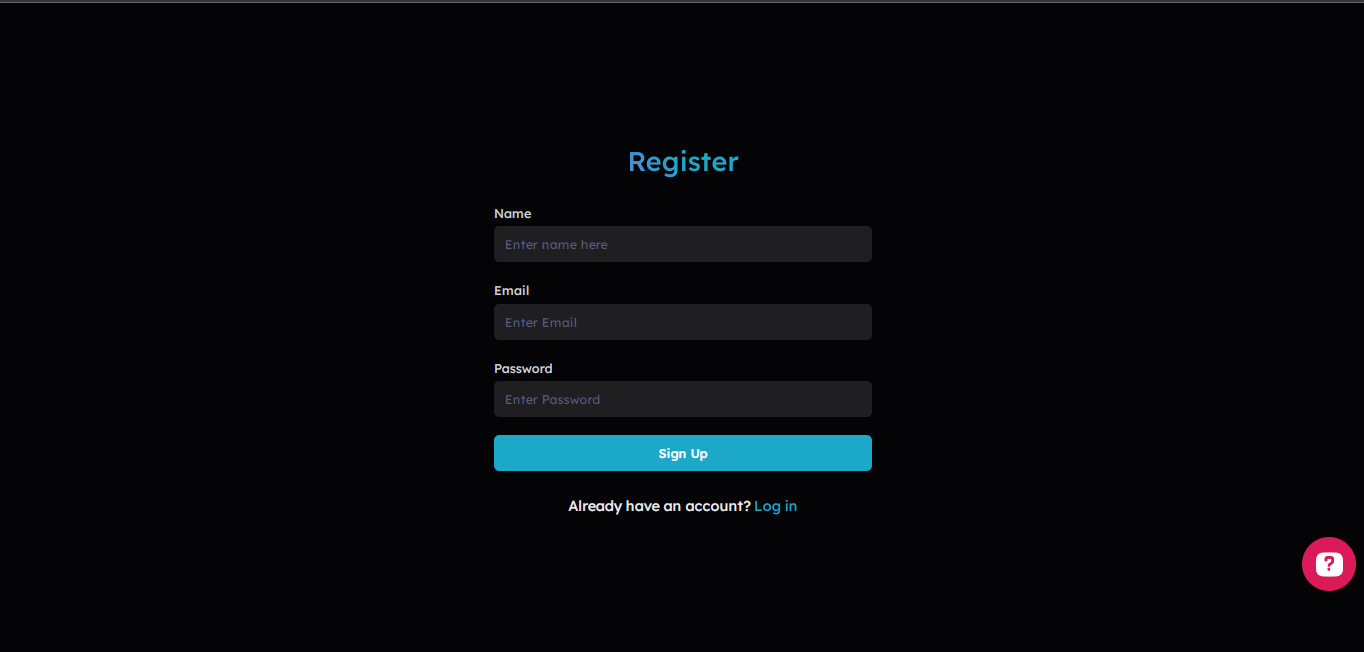 Register
Name
Enter name here
Email
Enter Email
Password
Enter Password
Sign Up
Already have an account? Log in
?